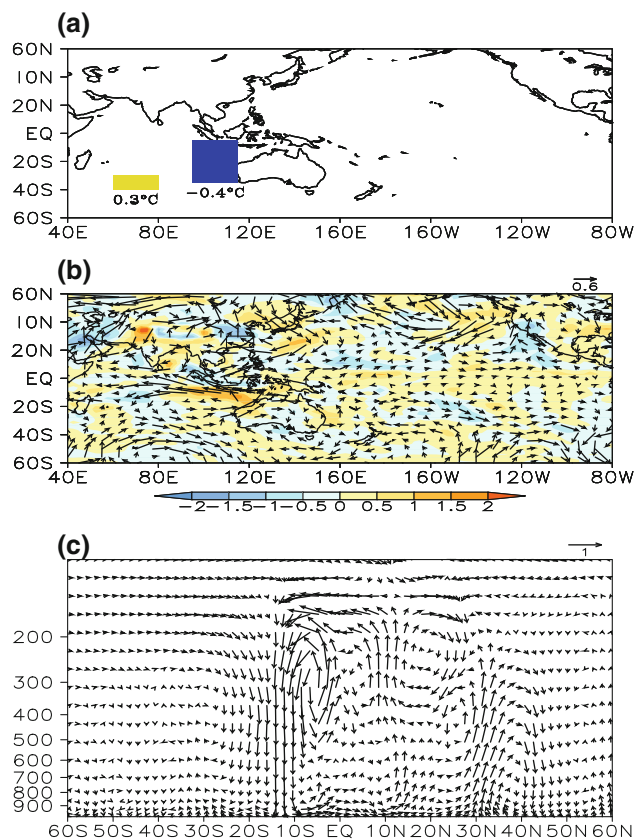 (a)
60N
10N
20N
EQ
20S
40S
60S
0.3°C
−0.4°C
40E 80E 120E 160E 160W 120W 80W
(b)
0.6
60N
10N
20N
EQ
20S
40S
60S
40E 80E 120E 160E 160W 120W 80W
−2 −1.5 −1 −0.5 0 0.5 1 1.5 2
(c)
1
200
300
400
500
600
700
800
900
60S 50S 40S 30S 20S 10S EQ 10N 20N 30N 40N 50N 60N